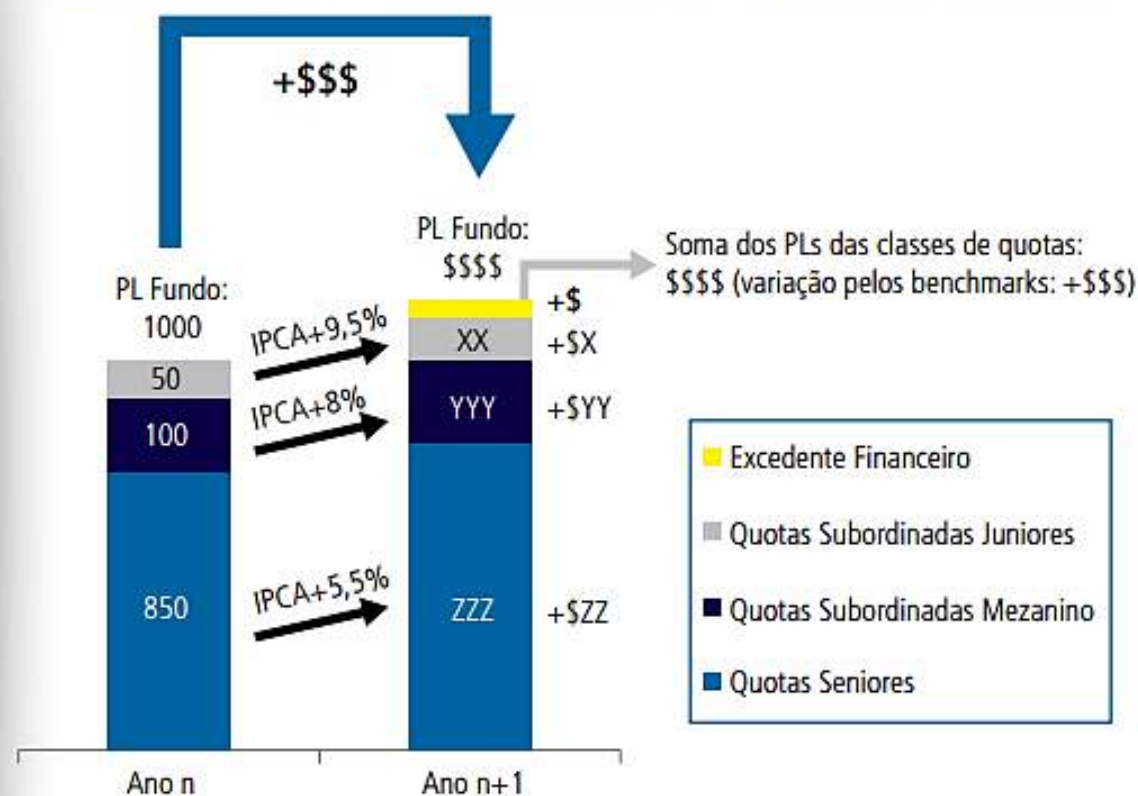 +$$$
PL Fundo:
1000
50
100
850
IPCA+9,5%
IPCA+8%
IPCA+5,5%
PL Fundo:
$$$$
XX
YYY
ZZZ
+$
+$X
+$YY
+$ZZ
Soma dos PLs das classes de quotas:
$$$$ (variação pelos benchmarks: +$$$)
Excedente Financeiro
Quotas Subordinadas Juniores
Quotas Subordinadas Mezanino
Quotas Seniores
Ano n
Ano n+1